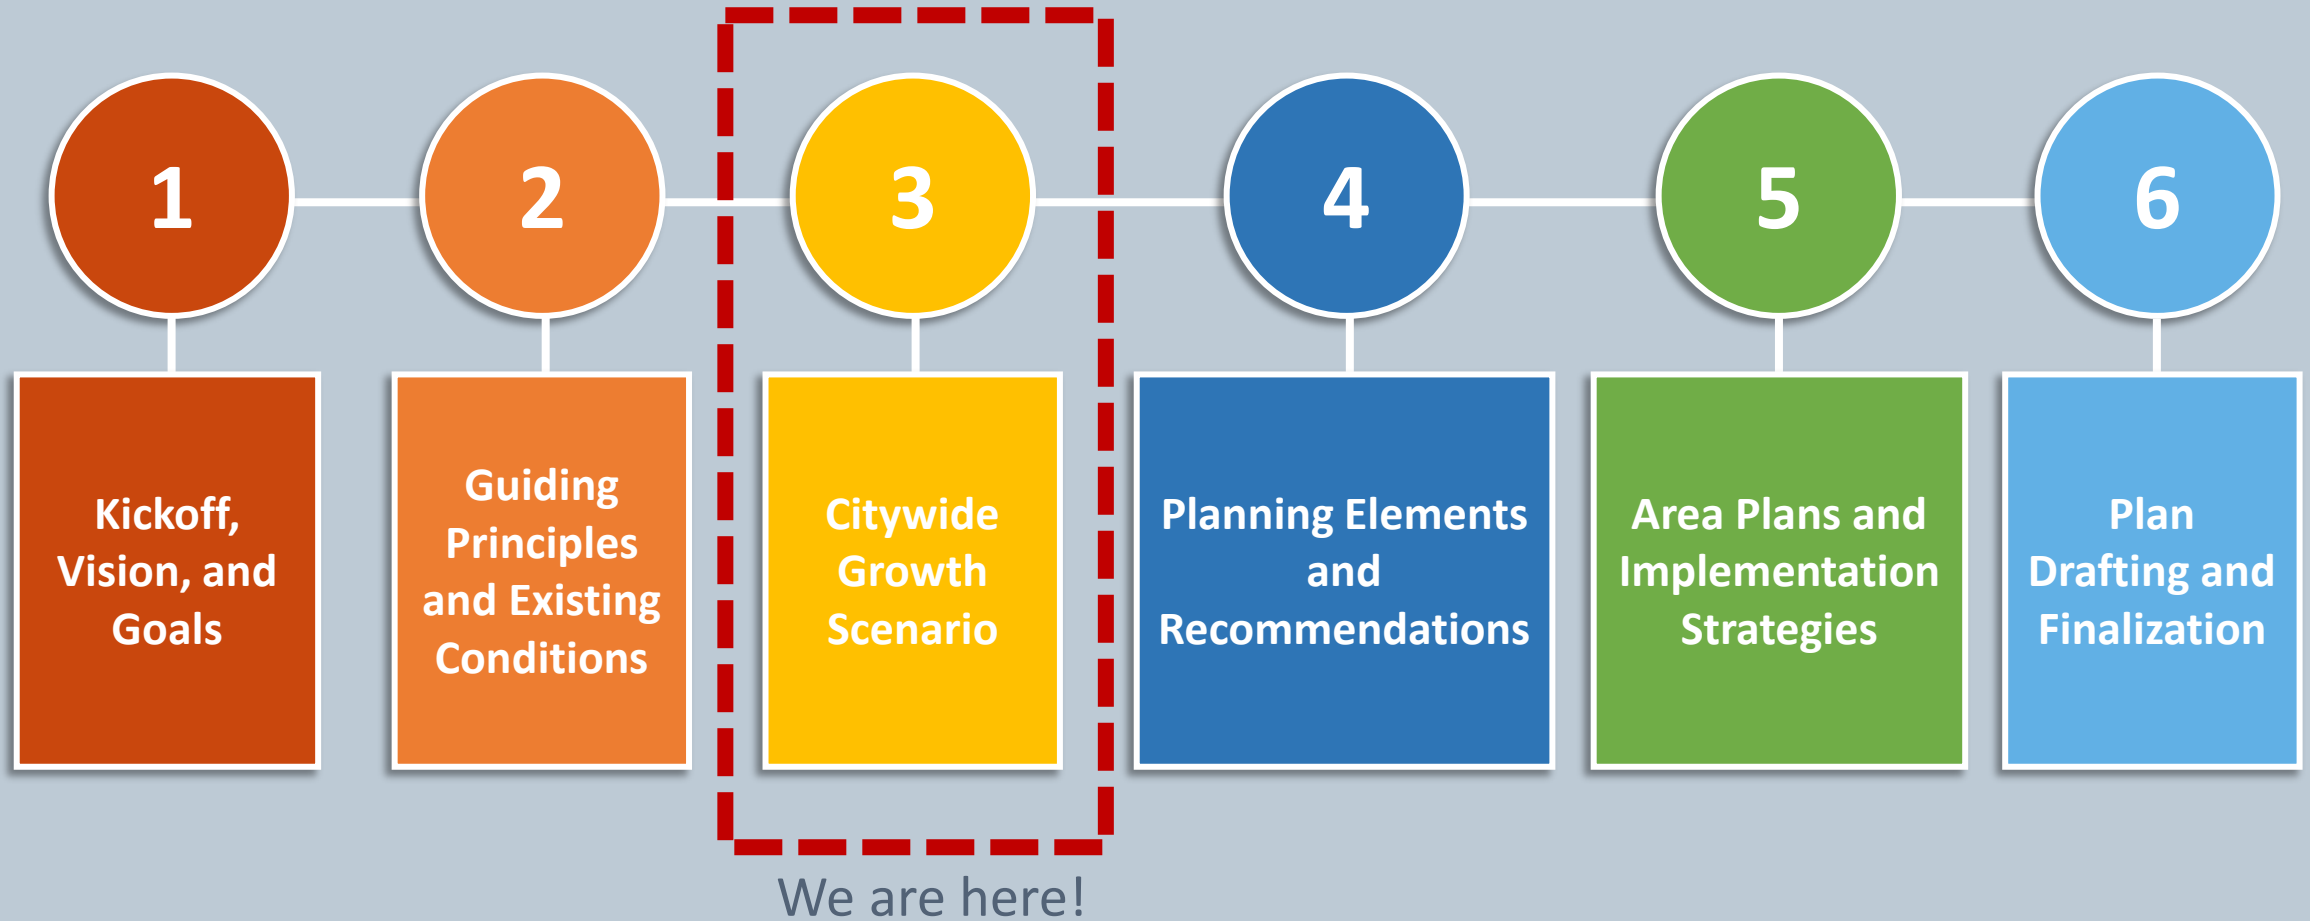 1
2
3
4
5
6
Kickoff,
Vision, and
Goals
Guiding
Principles
and Existing
Conditions
Citywide
Growth
Scenario
Planning Elements
and
Recommendations
Area Plans and
Implementation
Strategies
Plan
Drafting and
Finalization
We are here!